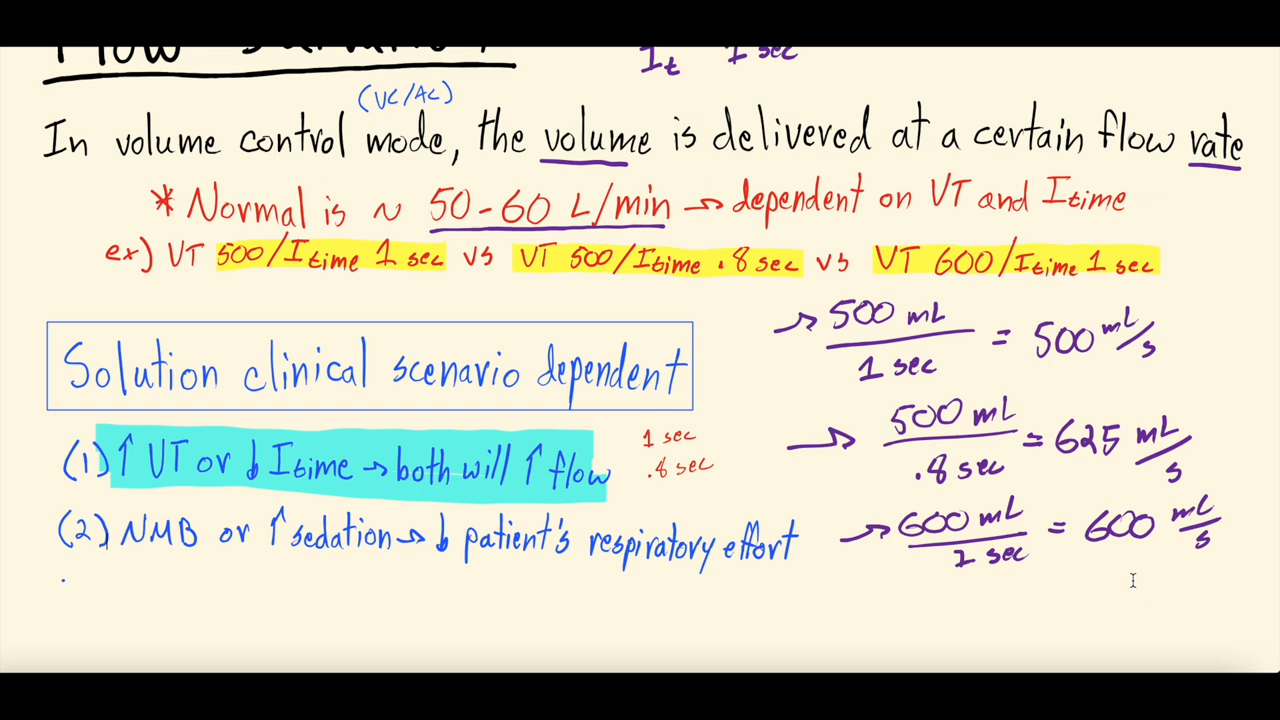 Flow
It 1 sec
(VC/AC)
In volume control mode, the volume is delivered at a certain flow rate
* Normal is ~ 50-60 L/min → dependent on VT and Itime
ex) VT 500/Itime 1 sec vs VT 500/Itime .8 sec vs VT 600/Itime 1 sec
→ 500 mL / 1 sec = 500 mL/s
Solution clinical scenario dependent
→ 500 mL / .8 sec = 625 mL/s
(1) ↑ VT or ↓ Itime → both will ↑ flow
1 sec
.8 sec
(2) NMB or ↑ sedation → ↓ patient's respiratory effort
→ 600 mL / 1 sec = 600 mL/s